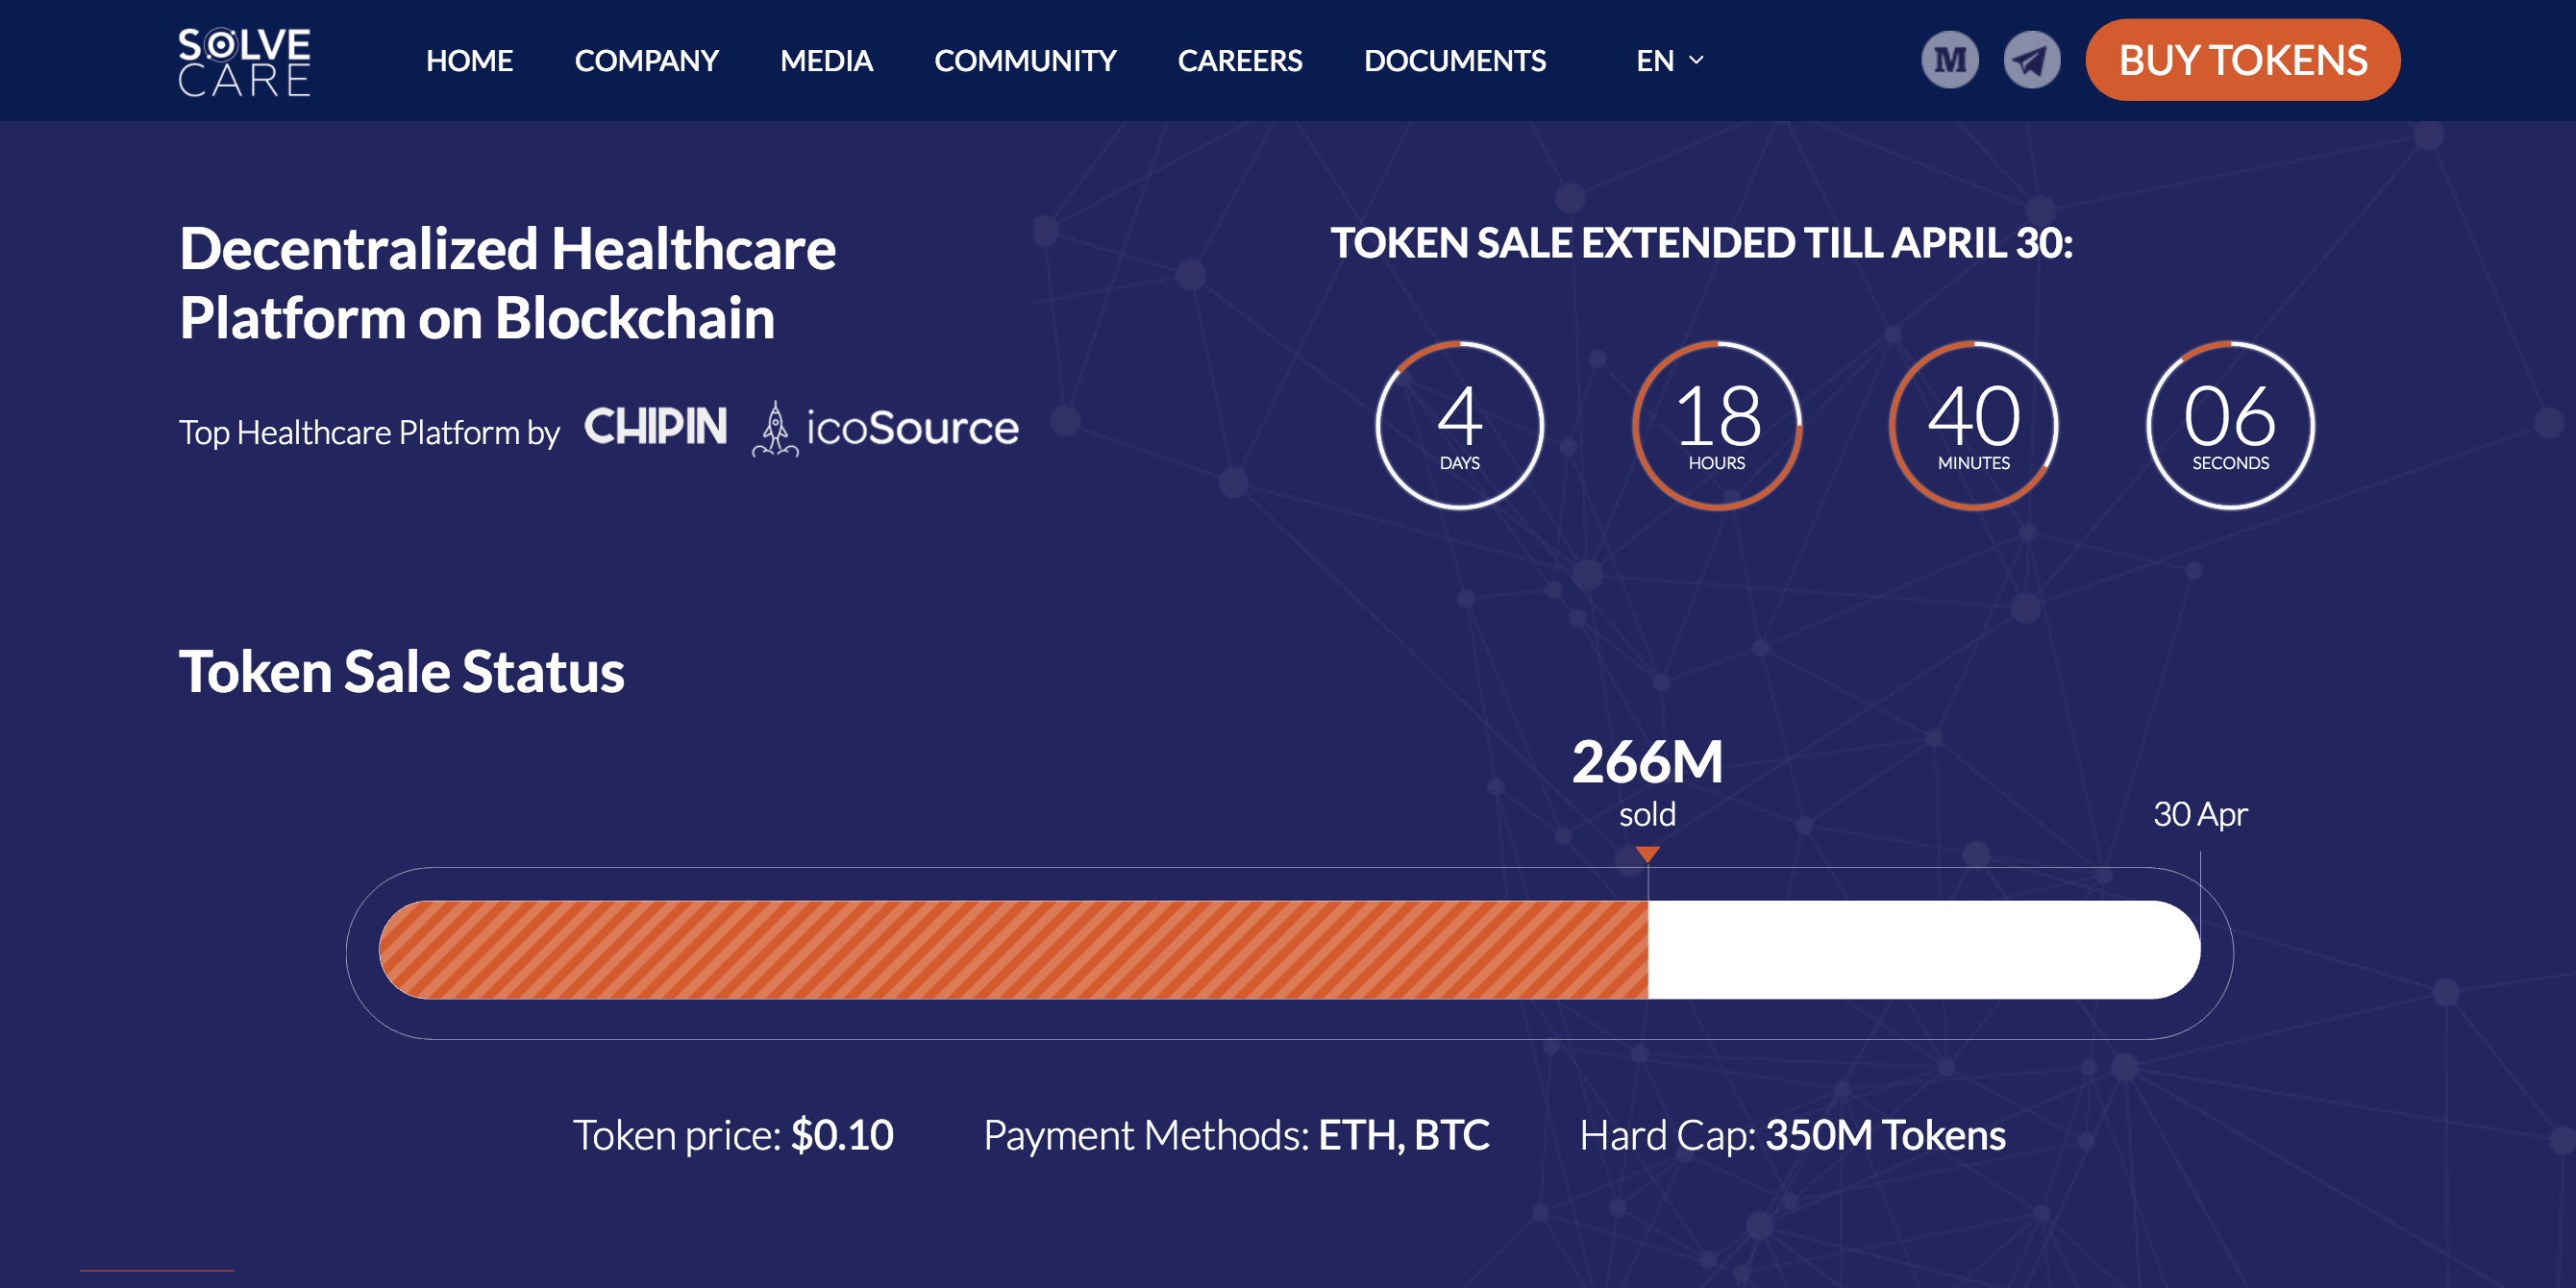 SOLVE
CARE
HOME COMPANY MEDIA COMMUNITY CAREERS DOCUMENTS EN M BUY TOKENS
Decentralized Healthcare
Platform on Blockchain
Top Healthcare Platform by CHIPIN icoSource
TOKEN SALE EXTENDED TILL APRIL 30:
4 18 40 06
DAYS HOURS MINUTES SECONDS
Token Sale Status
266M
sold 30 Apr
Token price: $0.10 Payment Methods: ETH, BTC Hard Cap: 350M Tokens